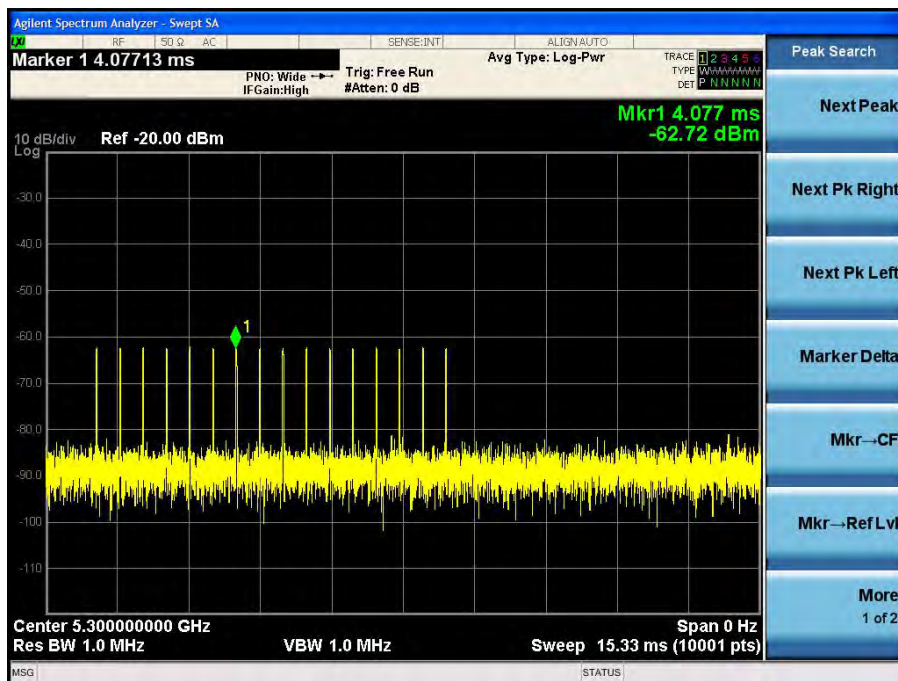 Agilent Spectrum Analyzer - Swept SA
LXI RF 50 Ω AC SENSE:INT ALIGN AUTO
Marker 1 4.07713 ms
PNO: Wide
IFGain:High
Trig: Free Run
#Atten: 0 dB
Avg Type: Log-Pwr
TRACE 1 2 3 4 5 6
TYPE W
DET P N N N N N
Mkr1 4.077 ms
-62.72 dBm
10 dB/div Ref -20.00 dBm
Log
-30.0
-40.0
-50.0
-60.0
-70.0
-80.0
-90.0
-100
-110
1
Center 5.300000000 GHz Span 0 Hz
Res BW 1.0 MHz VBW 1.0 MHz Sweep 15.33 ms (10001 pts)
MSG STATUS
Peak Search
Next Peak
Next Pk Right
Next Pk Left
Marker Delta
Mkr→CF
Mkr→Ref Lvl
More
1 of 2